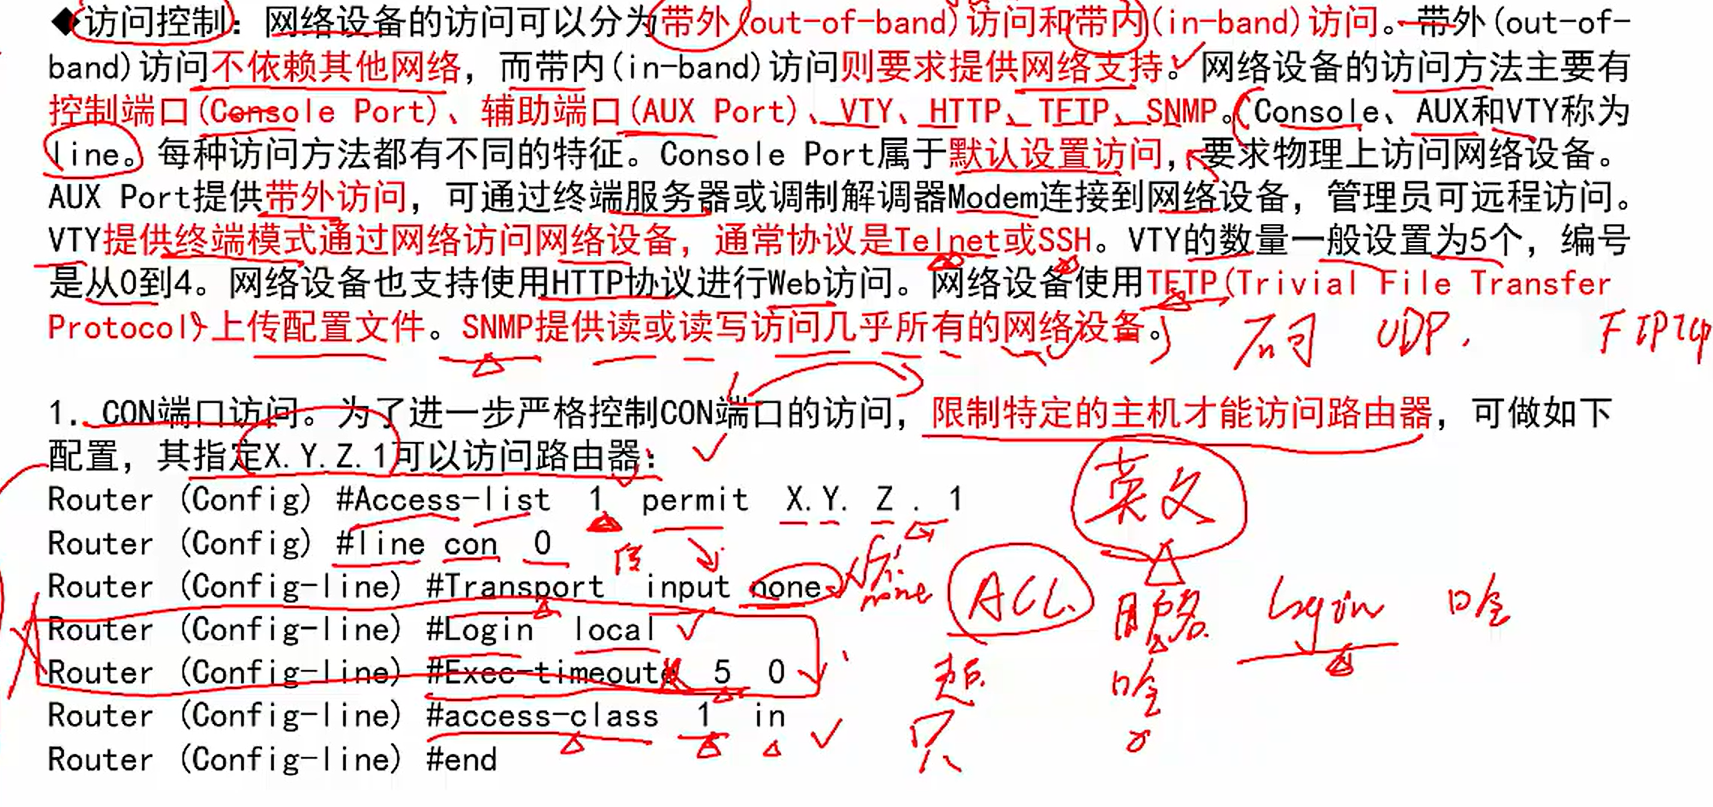 ◆访问控制：网络设备的访问可以分为带外(out-of-band)访问和带内(in-band)访问。带外(out-of-
band)访问不依赖其他网络，而带内(in-band)访问则要求提供网络支持。网络设备的访问方法主要有
控制端口(Console Port)、辅助端口(AUX Port)、VTY、HTTP、TFTP、SNMP。Console、AUX和VTY称为
line。每种访问方法都有不同的特征。Console Port属于默认设置访问，要求物理上访问网络设备。
AUX Port提供带外访问，可通过终端服务器或调制解调器Modem连接到网络设备，管理员可远程访问。
VTY提供终端模式通过网络访问网络设备，通常协议是Telnet或SSH。VTY的数量一般设置为5个，编号
是从0到4。网络设备也支持使用HTTP协议进行Web访问。网络设备使用TFTP(Trivial File Transfer
Protocol)上传配置文件。SNMP提供读或读写访问几乎所有的网络设备。
UDP.
1. CON端口访问。为了进一步严格控制CON端口的访问，限制特定的主机才能访问路由器，可做如下
配置，其指定X.Y.Z.1可以访问路由器：
Router (Config) #Access-list 1 permit X.Y. Z . 1
英文
Router (Config) #line con 0
Router (Config-line) #Transport input none
none
ACL
Router (Config-line) #Login local
Login
Router (Config-line) #Exec-timeout 5 0
Router (Config-line) #access-class 1 in
Router (Config-line) #end